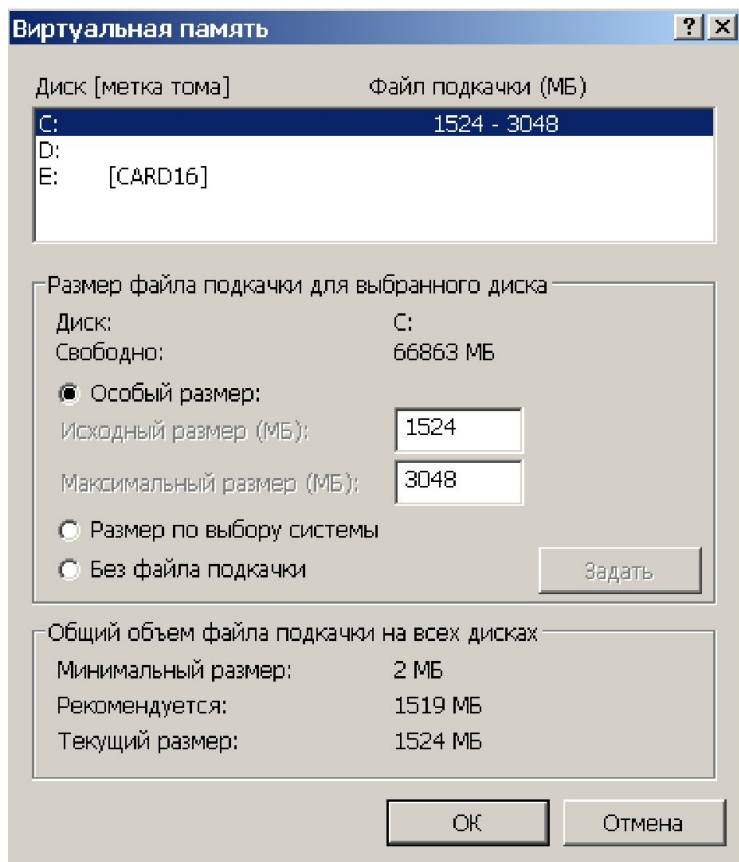 Виртуальная память
Диск [метка тома] Файл подкачки (МБ)
C: 1524 - 3048
D:
E: [CARD16]
Размер файла подкачки для выбранного диска
Диск: C:
Свободно: 66863 МБ
Особый размер:
Исходный размер (МБ): 1524
Максимальный размер (МБ): 3048
Размер по выбору системы
Без файла подкачки
Задать
Общий объем файла подкачки на всех дисках
Минимальный размер: 2 МБ
Рекомендуется: 1519 МБ
Текущий размер: 1524 МБ
ОК Отмена